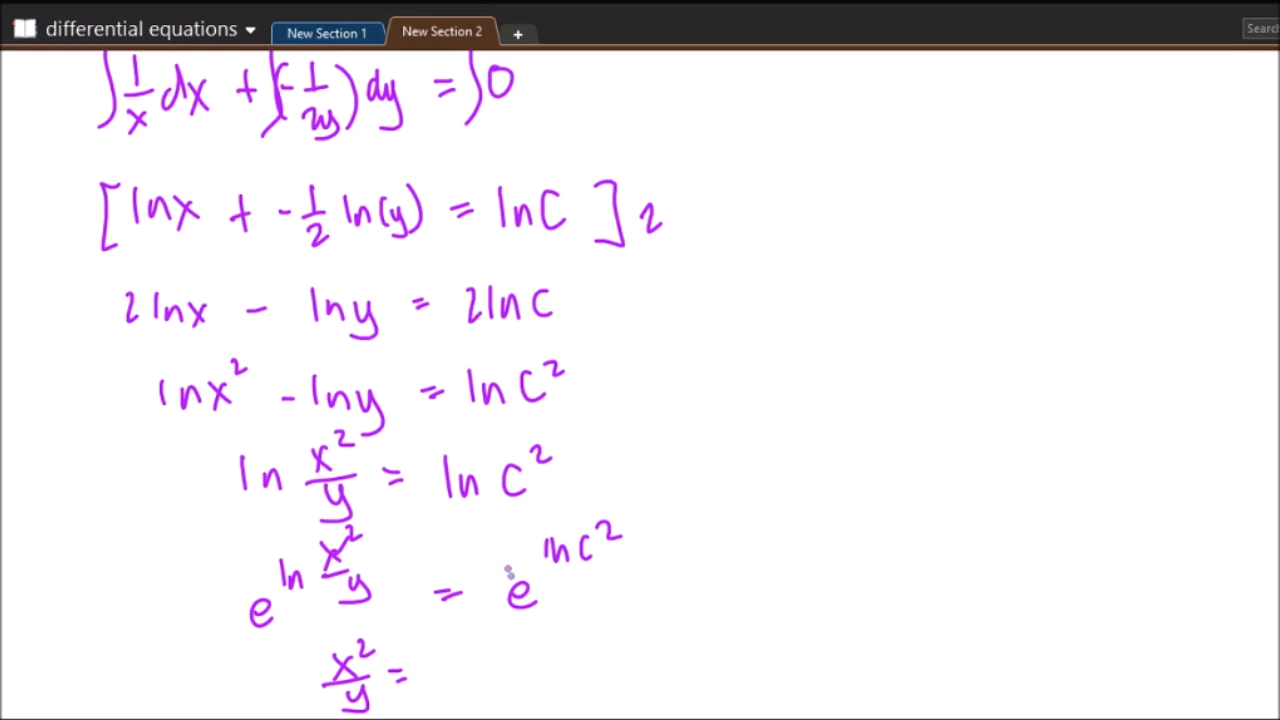 differential equations New Section 1 New Section 2 + Searc
∫ 1/x dx + ∫(-1/2y) dy = ∫0
[ln x + -1/2 ln(y) = ln C ] 2
2 ln x - ln y = 2 ln C
ln x² - ln y = ln C²
ln x²/y = ln C²
e^(ln x²/y) = e^(ln C²)
x²/y =